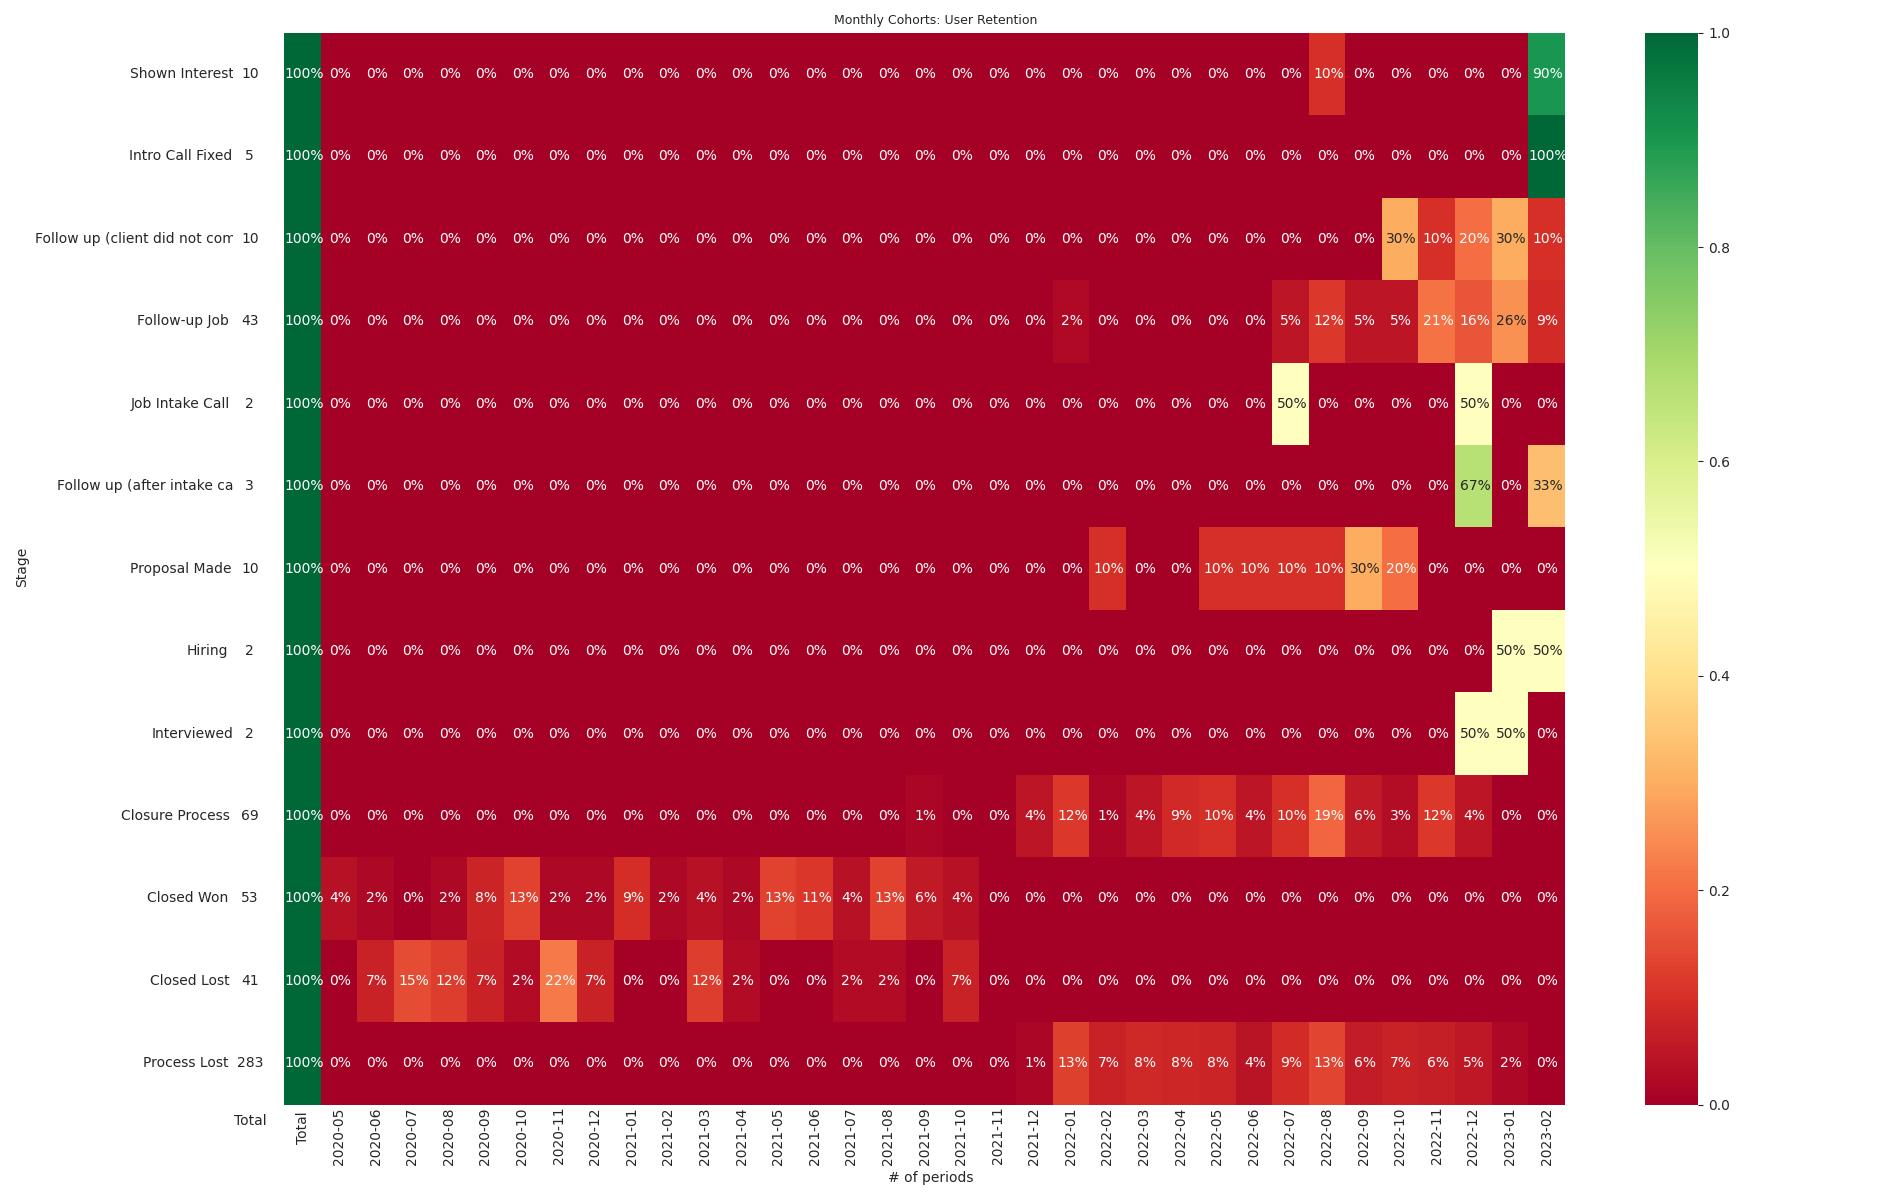 Monthly Cohorts: User Retention
Shown Interest 10 100% 0% 0% 0% 0% 0% 0% 0% 0% 0% 0% 0% 0% 0% 0% 0% 0% 0% 0% 0% 0% 0% 0% 0% 0% 0% 0% 0% 10% 0% 0% 0% 0% 0% 90%
Intro Call Fixed 5 100% 0% 0% 0% 0% 0% 0% 0% 0% 0% 0% 0% 0% 0% 0% 0% 0% 0% 0% 0% 0% 0% 0% 0% 0% 0% 0% 0% 0% 0% 0% 0% 0% 0% 100%
Follow up (client did not com 10 100% 0% 0% 0% 0% 0% 0% 0% 0% 0% 0% 0% 0% 0% 0% 0% 0% 0% 0% 0% 0% 0% 0% 0% 0% 0% 0% 0% 0% 0% 30% 10% 20% 30% 10%
Follow-up Job 43 100% 0% 0% 0% 0% 0% 0% 0% 0% 0% 0% 0% 0% 0% 0% 0% 0% 0% 0% 0% 0% 2% 0% 0% 0% 0% 0% 5% 12% 5% 5% 21% 16% 26% 9%
Job Intake Call 2 100% 0% 0% 0% 0% 0% 0% 0% 0% 0% 0% 0% 0% 0% 0% 0% 0% 0% 0% 0% 0% 0% 0% 0% 0% 0% 0% 50% 0% 0% 0% 0% 50% 0% 0%
Follow up (after intake ca 3 100% 0% 0% 0% 0% 0% 0% 0% 0% 0% 0% 0% 0% 0% 0% 0% 0% 0% 0% 0% 0% 0% 0% 0% 0% 0% 0% 0% 0% 0% 0% 0% 67% 0% 33%
Proposal Made 10 100% 0% 0% 0% 0% 0% 0% 0% 0% 0% 0% 0% 0% 0% 0% 0% 0% 0% 0% 0% 0% 0% 10% 0% 0% 10% 10% 10% 10% 30% 20% 0% 0% 0% 0%
Hiring 2 100% 0% 0% 0% 0% 0% 0% 0% 0% 0% 0% 0% 0% 0% 0% 0% 0% 0% 0% 0% 0% 0% 0% 0% 0% 0% 0% 0% 0% 0% 0% 0% 0% 50% 50%
Interviewed 2 100% 0% 0% 0% 0% 0% 0% 0% 0% 0% 0% 0% 0% 0% 0% 0% 0% 0% 0% 0% 0% 0% 0% 0% 0% 0% 0% 0% 0% 0% 0% 0% 50% 50% 0%
Closure Process 69 100% 0% 0% 0% 0% 0% 0% 0% 0% 0% 0% 0% 0% 0% 0% 0% 0% 1% 0% 0% 4% 12% 1% 4% 9% 10% 4% 10% 19% 6% 3% 12% 4% 0% 0%
Closed Won 53 100% 4% 2% 0% 2% 8% 13% 2% 2% 9% 2% 4% 2% 13% 11% 4% 13% 6% 4% 0% 0% 0% 0% 0% 0% 0% 0% 0% 0% 0% 0% 0% 0% 0% 0%
Closed Lost 41 100% 0% 7% 15% 12% 7% 2% 22% 7% 0% 0% 12% 2% 0% 0% 2% 2% 0% 7% 0% 0% 0% 0% 0% 0% 0% 0% 0% 0% 0% 0% 0% 0% 0% 0%
Process Lost 283 100% 0% 0% 0% 0% 0% 0% 0% 0% 0% 0% 0% 0% 0% 0% 0% 0% 0% 0% 0% 1% 13% 7% 8% 8% 8% 4% 9% 13% 6% 7% 6% 5% 2% 0%
Stage
Total
Total 2020-05 2020-06 2020-07 2020-08 2020-09 2020-10 2020-11 2020-12 2021-01 2021-02 2021-03 2021-04 2021-05 2021-06 2021-07 2021-08 2021-09 2021-10 2021-11 2021-12 2022-01 2022-02 2022-03 2022-04 2022-05 2022-06 2022-07 2022-08 2022-09 2022-10 2022-11 2022-12 2023-01 2023-02
# of periods
1.0
0.8
0.6
0.4
0.2
0.0